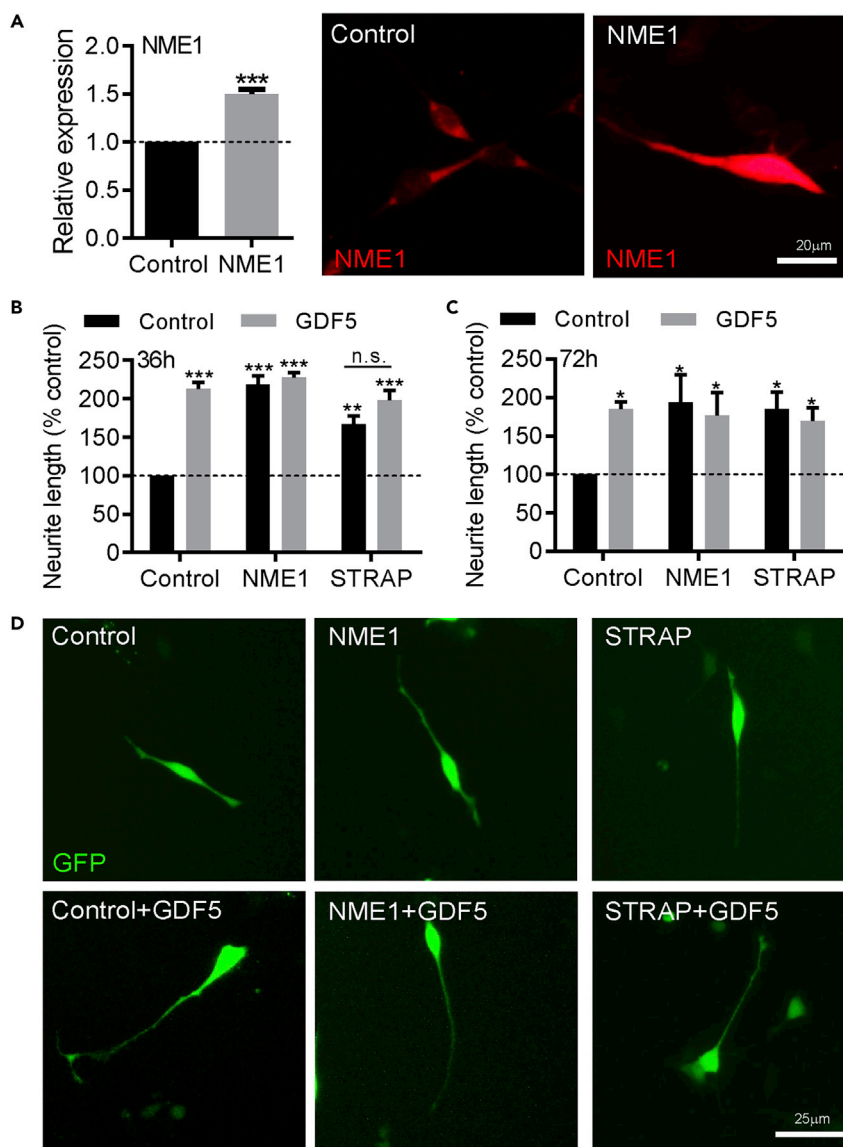 A
Relative expression
2.0
1.5
1.0
0.5
0.0
NME1
***
Control NME1
Control
NME1
NME1
NME1
20μm
B
Control GDF5
Neurite length (% control)
250
200
150
100
50
0
36h
***
*** ***
n.s.
** ***
Control NME1 STRAP
C
Control GDF5
Neurite length (% control)
250
200
150
100
50
0
72h
*
* *
* *
Control NME1 STRAP
D
Control
GFP
NME1
STRAP
Control+GDF5
NME1+GDF5
STRAP+GDF5
25μm